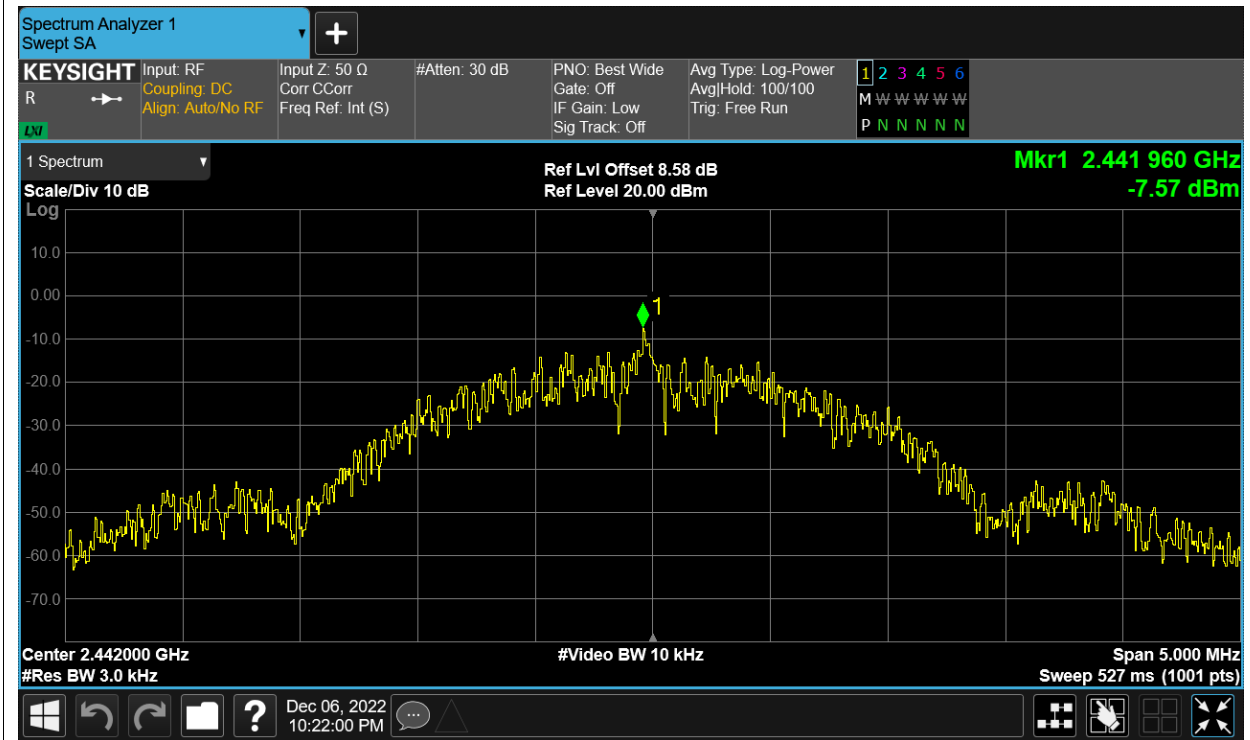 Spectrum Analyzer 1
Swept SA
KEYSIGHT
R
LXI
Input: RF
Coupling: DC
Align: Auto/No RF
Input Z: 50 Ω
Corr CCorr
Freq Ref: Int (S)
#Atten: 30 dB
PNO: Best Wide
Gate: Off
IF Gain: Low
Sig Track: Off
Avg Type: Log-Power
Avg|Hold: 100/100
Trig: Free Run
1 2 3 4 5 6
M W W W W W
P N N N N N N
1 Spectrum
Scale/Div 10 dB
Log
Ref Lvl Offset 8.58 dB
Ref Level 20.00 dBm
Mkr1 2.441 960 GHz
-7.57 dBm
10.0
0.00
1
-10.0
-20.0
-30.0
-40.0
-50.0
-60.0
-70.0
Center 2.442000 GHz
#Res BW 3.0 kHz
#Video BW 10 kHz
Span 5.000 MHz
Sweep 527 ms (1001 pts)
?
Dec 06, 2022
10:22:00 PM